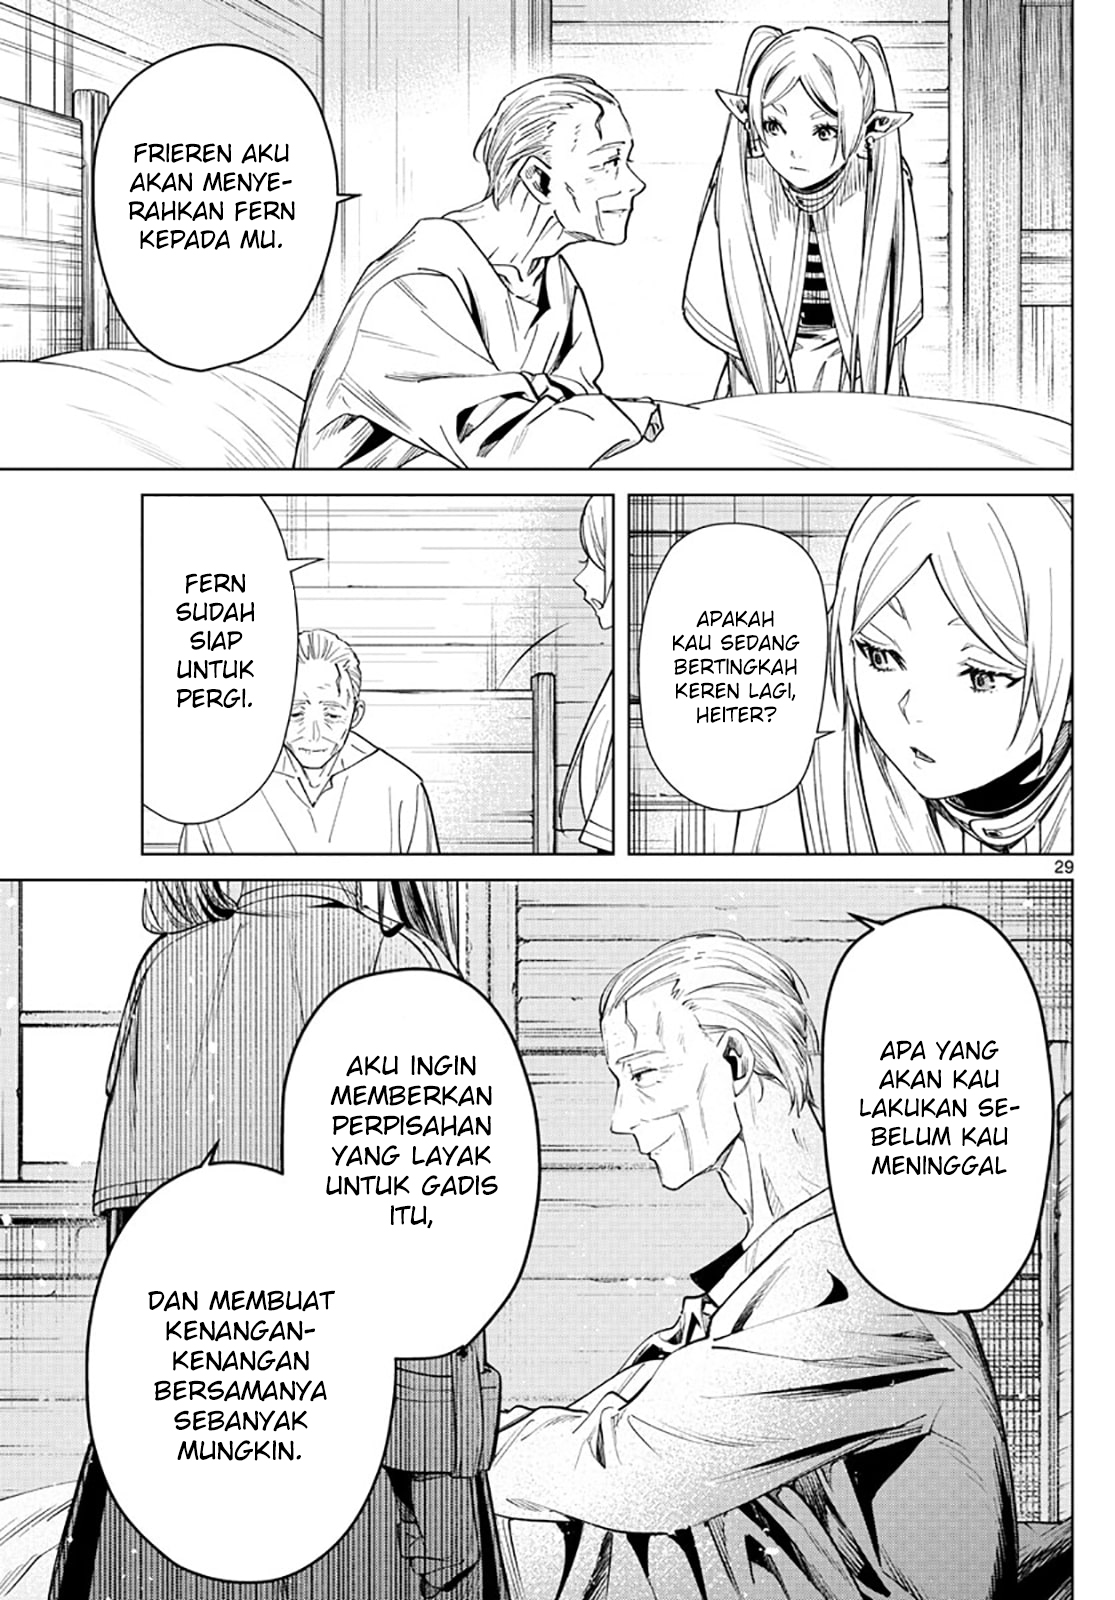 FRIEREN AKU
AKAN MENYE-
RAHKAN FERN
KEPADA MU.
APAKAH
KAU SEDANG
BERTINGKAH
KEREN LAGI,
HEITER?
FERN
SUDAH
SIAP
UNTUK
PERGI.
29
APA YANG
AKAN KAU
LAKUKAN SE-
BELUM KAU
MENINGGAL
AKU INGIN
MEMBERKAN
PERPISAHAN
YANG LAYAK
UNTUK GADIS
ITU,
DAN MEMBUAT
KENANGAN-
KENANGAN
BERSAMANYA
SEBANYAK
MUNGKIN.